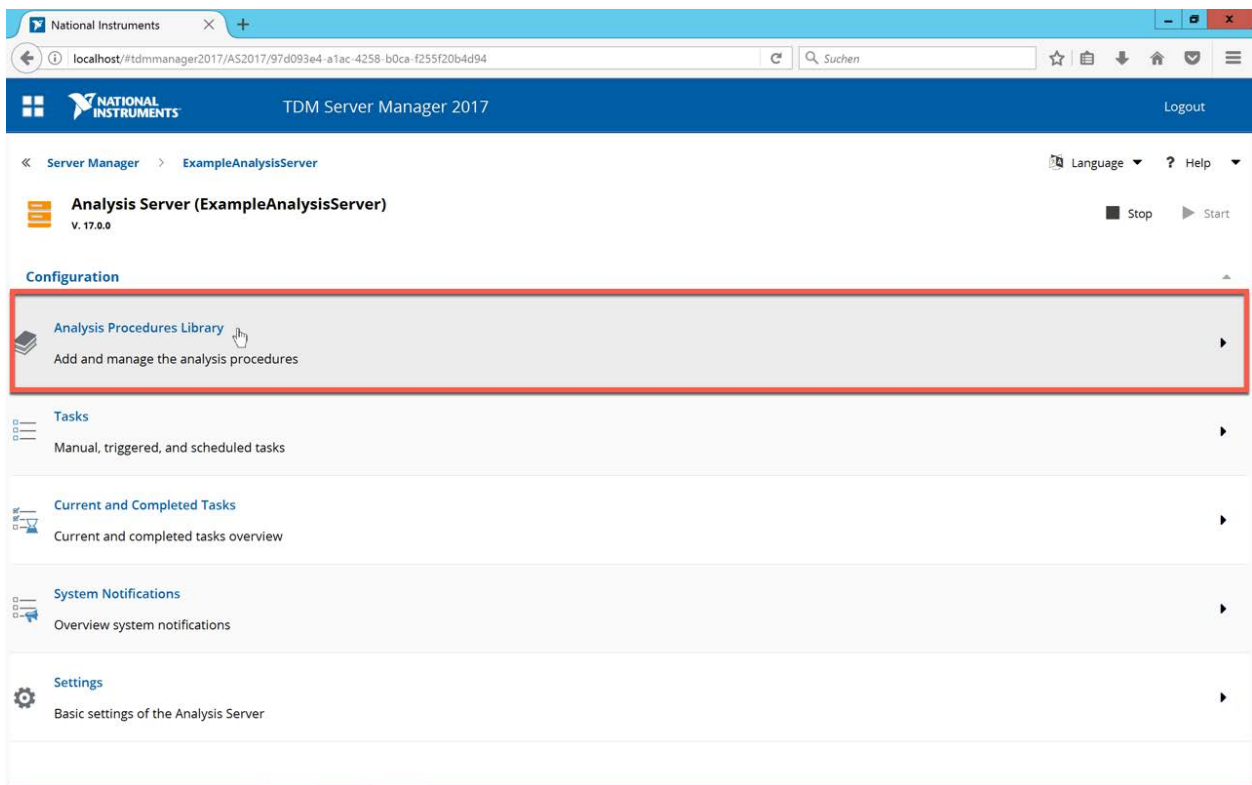 National Instruments
localhost/#tdmmanager2017/AS2017/97d093e4-a1ac-4258-b0ca-f255f20b4d94
Suchen
NATIONAL INSTRUMENTS
TDM Server Manager 2017
Logout
Server Manager > ExampleAnalysisServer
Language
? Help
Analysis Server (ExampleAnalysisServer)
V. 17.0.0
Stop
Start
Configuration
Analysis Procedures Library
Add and manage the analysis procedures
Tasks
Manual, triggered, and scheduled tasks
Current and Completed Tasks
Current and completed tasks overview
System Notifications
Overview system notifications
Settings
Basic settings of the Analysis Server